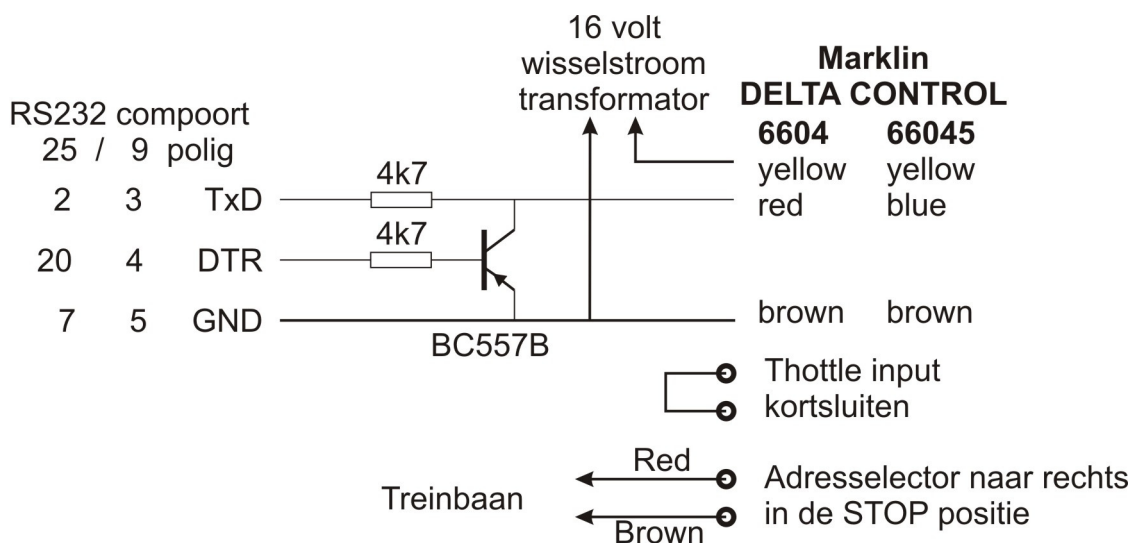 16 volt
wisselstroom
transformator
Marklin
DELTA CONTROL
6604 66045
yellow yellow
red blue
brown brown
RS232 compoort
25 / 9 polig
2 3 TxD
20 4 DTR
7 5 GND
4k7
4k7
BC557B
Thottle input
kortsluiten
Treinbaan
Red
Brown
Adresselector naar rechts
in de STOP positie